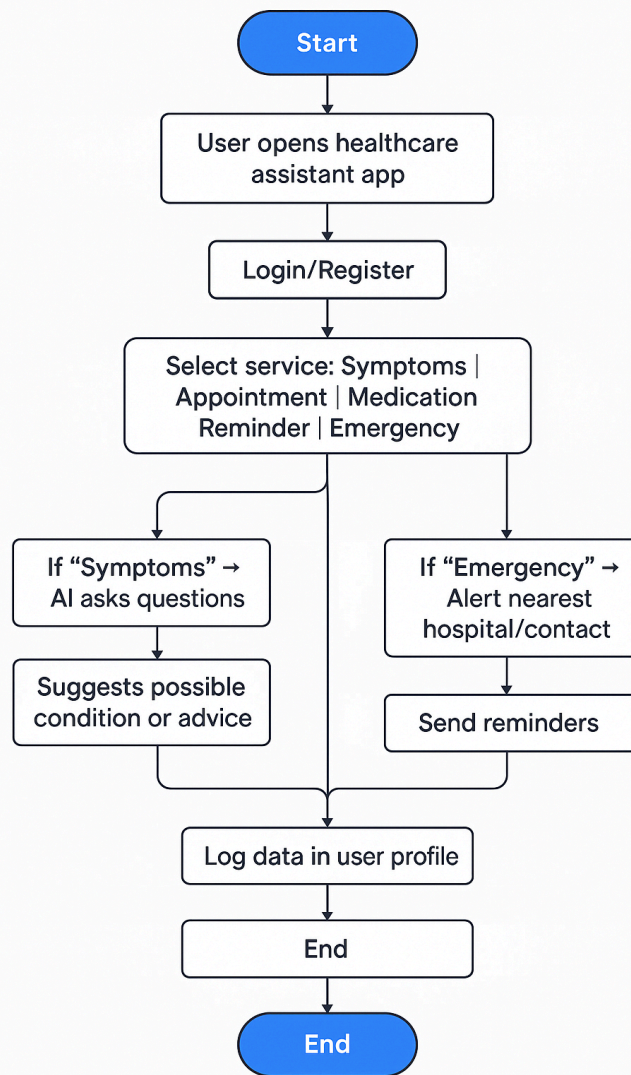 Start
User opens healthcare
assistant app
Login/Register
Select service: Symptoms |
Appointment | Medication
Reminder | Emergency
If “Symptoms” →
AI asks questions
Suggests possible
condition or advice
If “Emergency” →
Alert nearest
hospital/contact
Send reminders
Log data in user profile
End
End